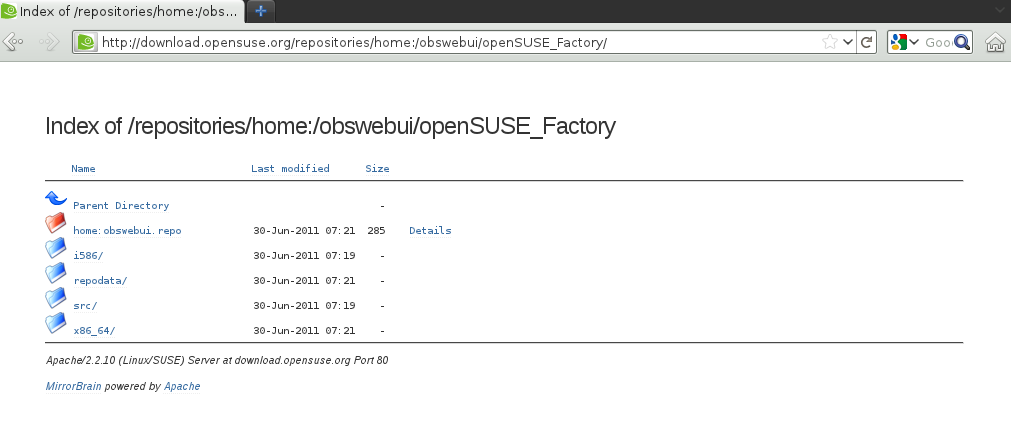 Index of /repositories/home:/obs...
http://download.opensuse.org/repositories/home:/obswebui/openSUSE_Factory/
Goo
Index of /repositories/home:/obswebui/openSUSE_Factory
Name Last modified Size
Parent Directory -
home:obswebui.repo 30-Jun-2011 07:21 285 Details
i586/ 30-Jun-2011 07:19 -
repodata/ 30-Jun-2011 07:21 -
src/ 30-Jun-2011 07:19 -
x86_64/ 30-Jun-2011 07:21 -
Apache/2.2.10 (Linux/SUSE) Server at download.opensuse.org Port 80
MirrorBrain powered by Apache